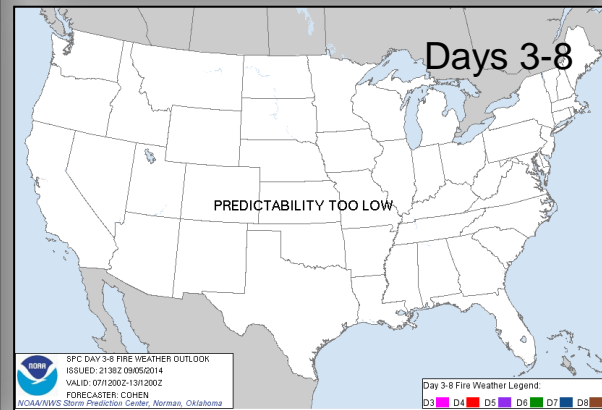 Days 3-8
PREDICTABILITY TOO LOW
NOAA
SPC DAY 3-8 FIRE WEATHER OUTLOOK
ISSUED: 2138Z 09/05/2014
VALID: 07/1200Z-13/1200Z
FORECASTER: COHEN
NOAA/NWS Storm Prediction Center, Norman, Oklahoma
Day 3-8 Fire Weather Legend:
D3 D4 D5 D6 D7 D8